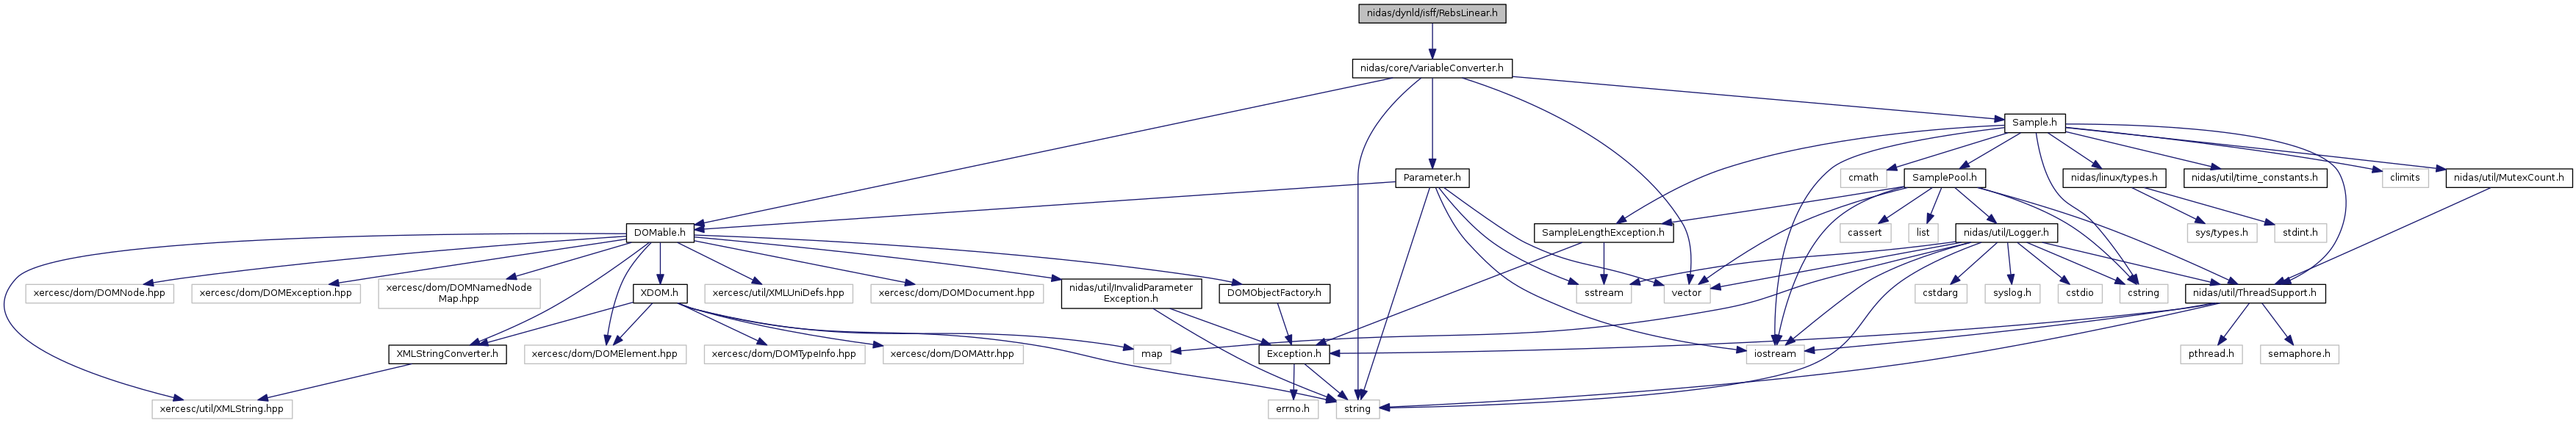 nidas/dynld/isff/RebsLinear.h
nidas/core/VariableConverter.h
Sample.h
Parameter.h
cmath
SamplePool.h
nidas/linux/types.h
nidas/util/time_constants.h
climits
nidas/util/MutexCount.h
DOMable.h
SampleLengthException.h
cassert
list
nidas/util/Logger.h
sys/types.h
stdint.h
xercesc/dom/DOMNode.hpp
xercesc/dom/DOMException.hpp
xercesc/dom/DOMNamedNode
Map.hpp
XDOM.h
xercesc/util/XMLUniDefs.hpp
xercesc/dom/DOMDocument.hpp
nidas/util/InvalidParameter
Exception.h
DOMObjectFactory.h
sstream
vector
cstdarg
syslog.h
cstdio
cstring
nidas/util/ThreadSupport.h
XMLStringConverter.h
xercesc/dom/DOMElement.hpp
xercesc/dom/DOMTypeInfo.hpp
xercesc/dom/DOMAttr.hpp
map
Exception.h
iostream
pthread.h
semaphore.h
xercesc/util/XMLString.hpp
errno.h
string